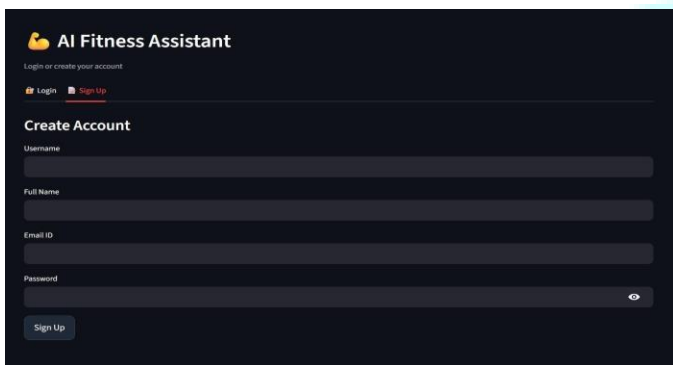 AI Fitness Assistant
Login or create your account
Login Sign Up
Create Account
Username
Full Name
Email ID
Password
Sign Up